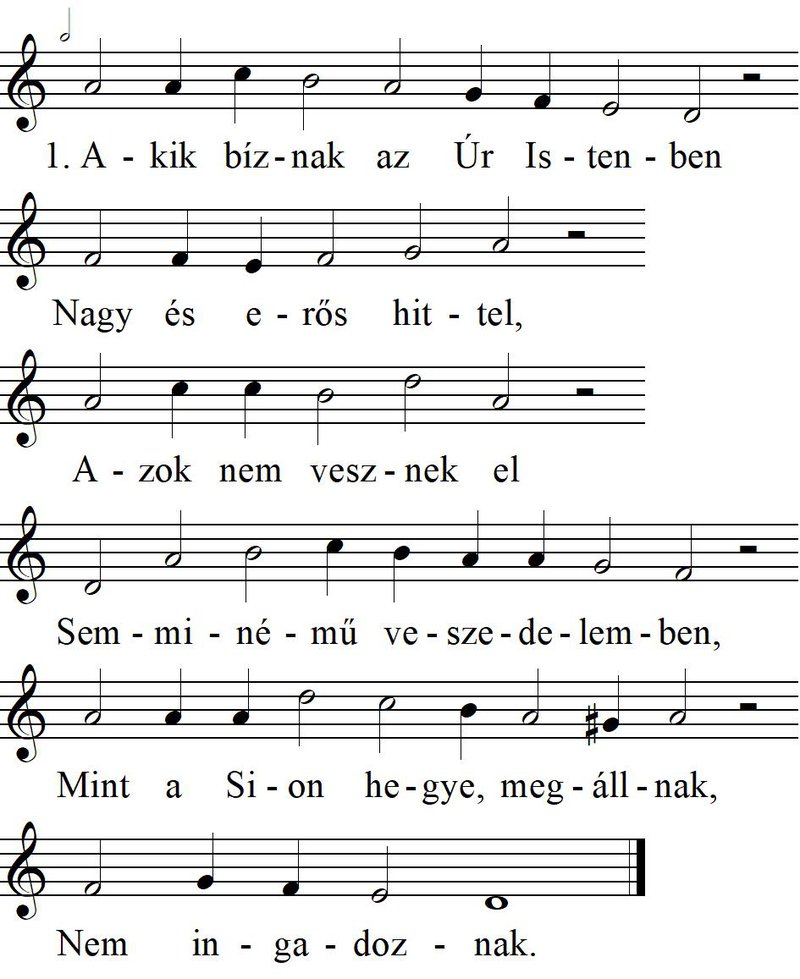 1. A - kik bíz - nak az Úr Is - ten - ben
Nagy és e - rős hit - tel,
A - zok nem vesz - nek el
Sem - mi - né - mű ve - sze - de - lem - ben,
Mint a Si - on he - gye, meg - áll - nak,
Nem in - ga - doz - nak.